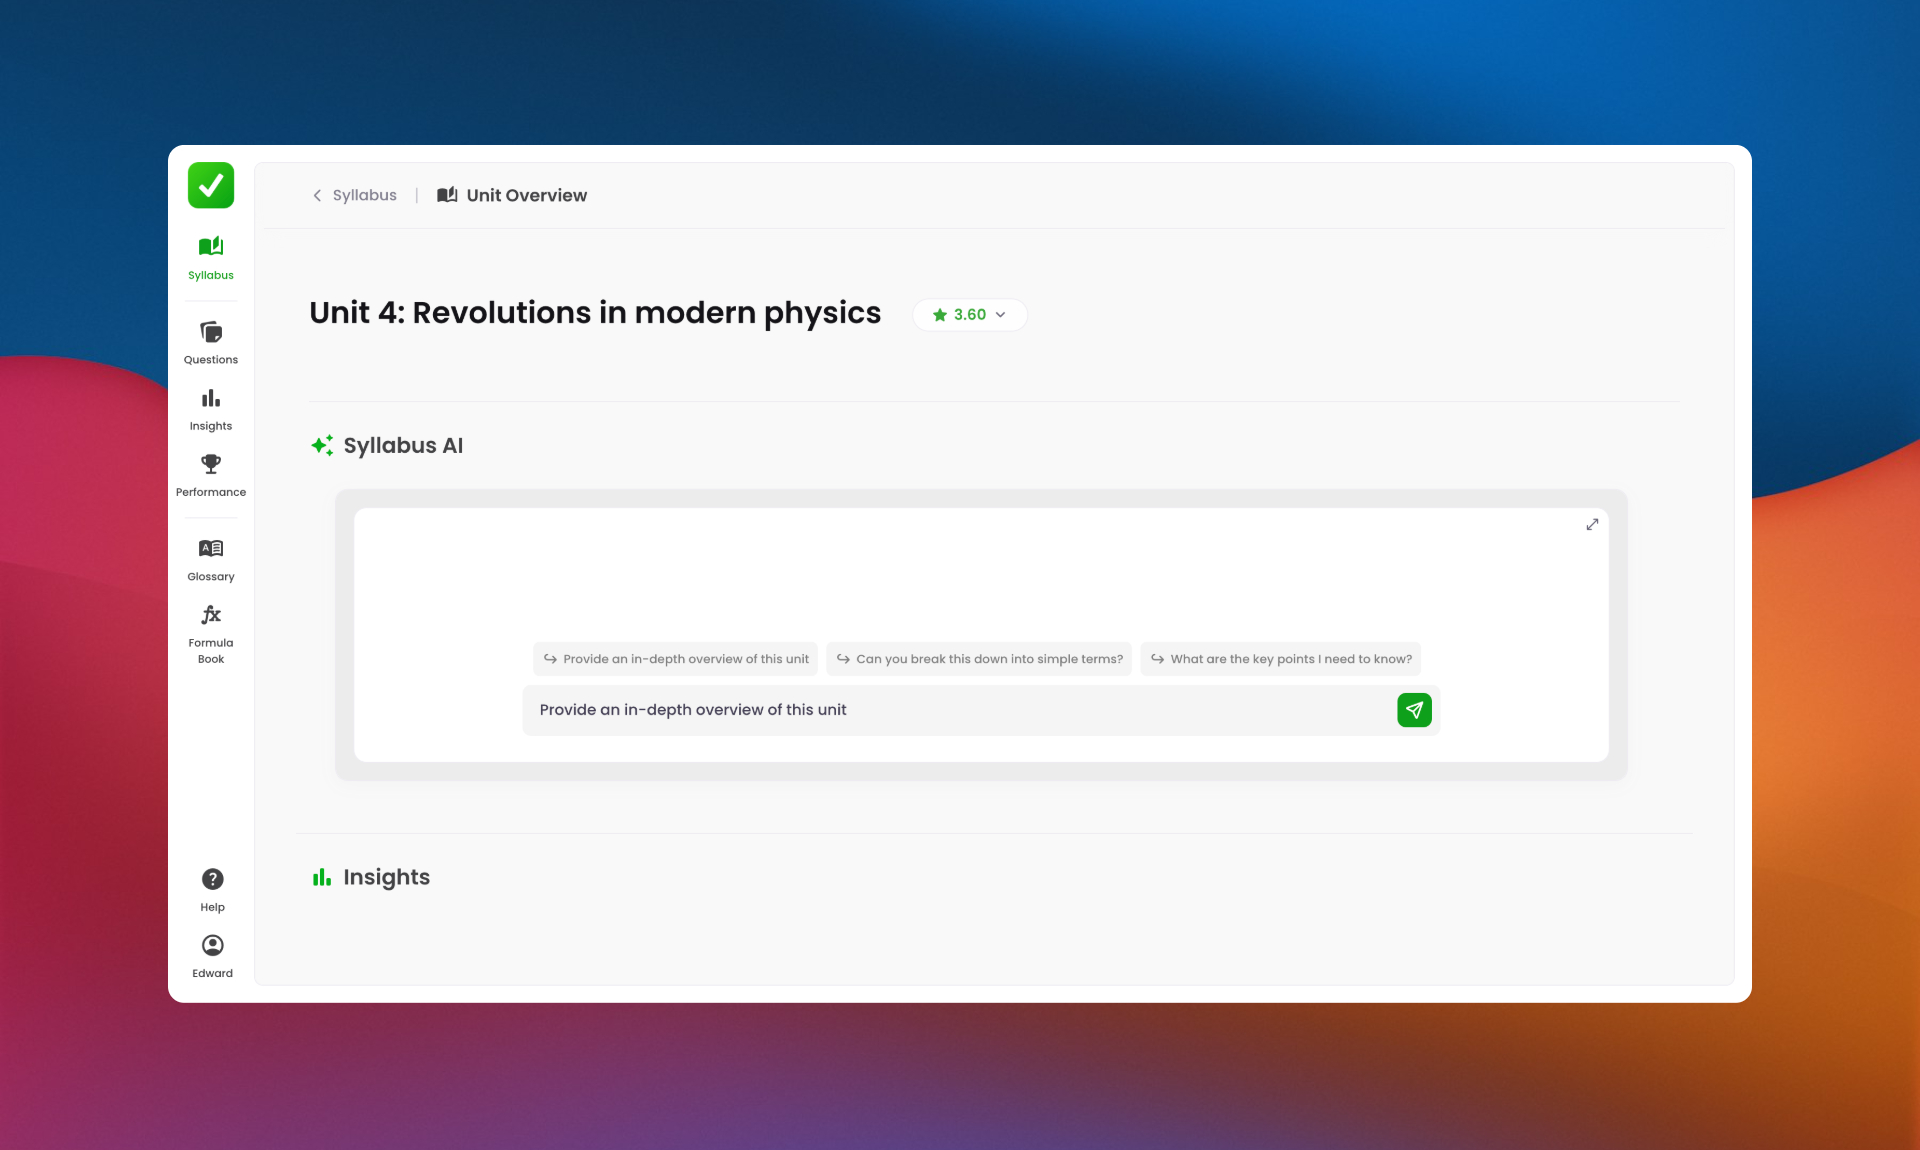 Syllabus | Unit Overview
Syllabus
Questions
Insights
Performance
Glossary
Formula
Book
Help
Edward
Unit 4: Revolutions in modern physics 3.60
Syllabus AI
Provide an in-depth overview of this unit Can you break this down into simple terms? What are the key points I need to know?
Provide an in-depth overview of this unit
Insights